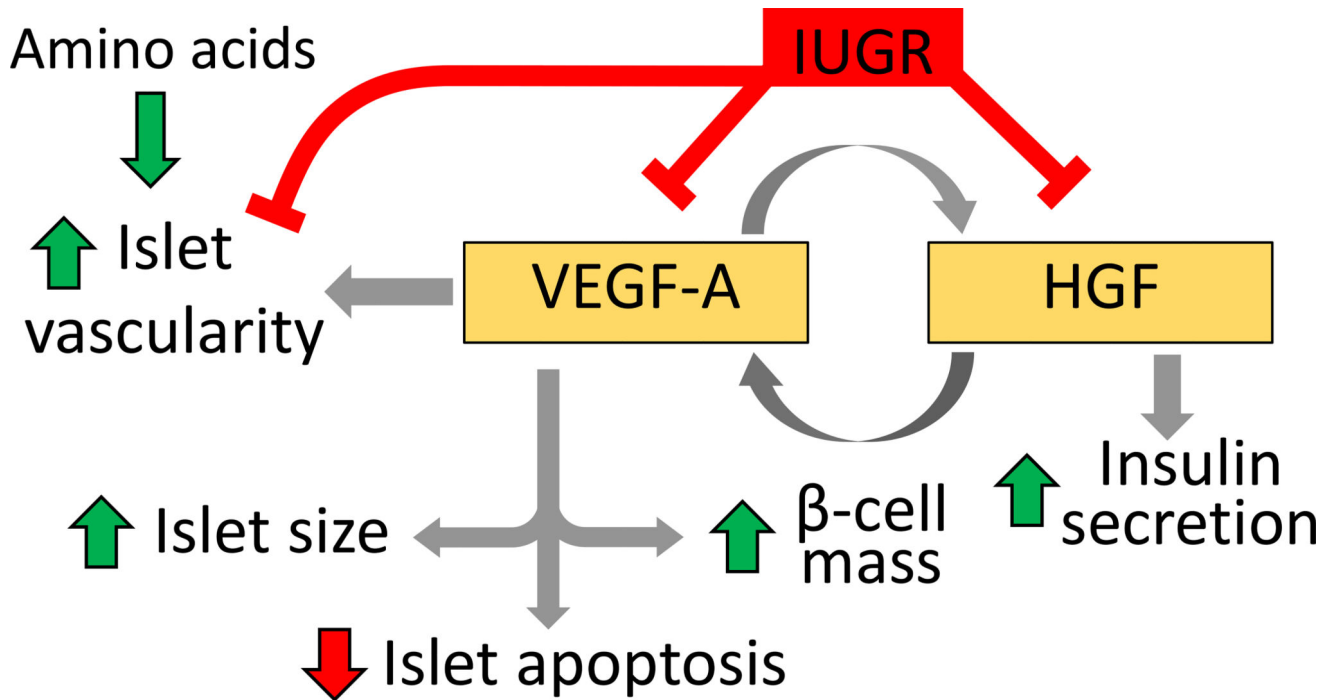 Amino acids
IUGR
Islet
vascularity
VEGF-A
HGF
Insulin
secretion
Islet size
β-cell
mass
Islet apoptosis